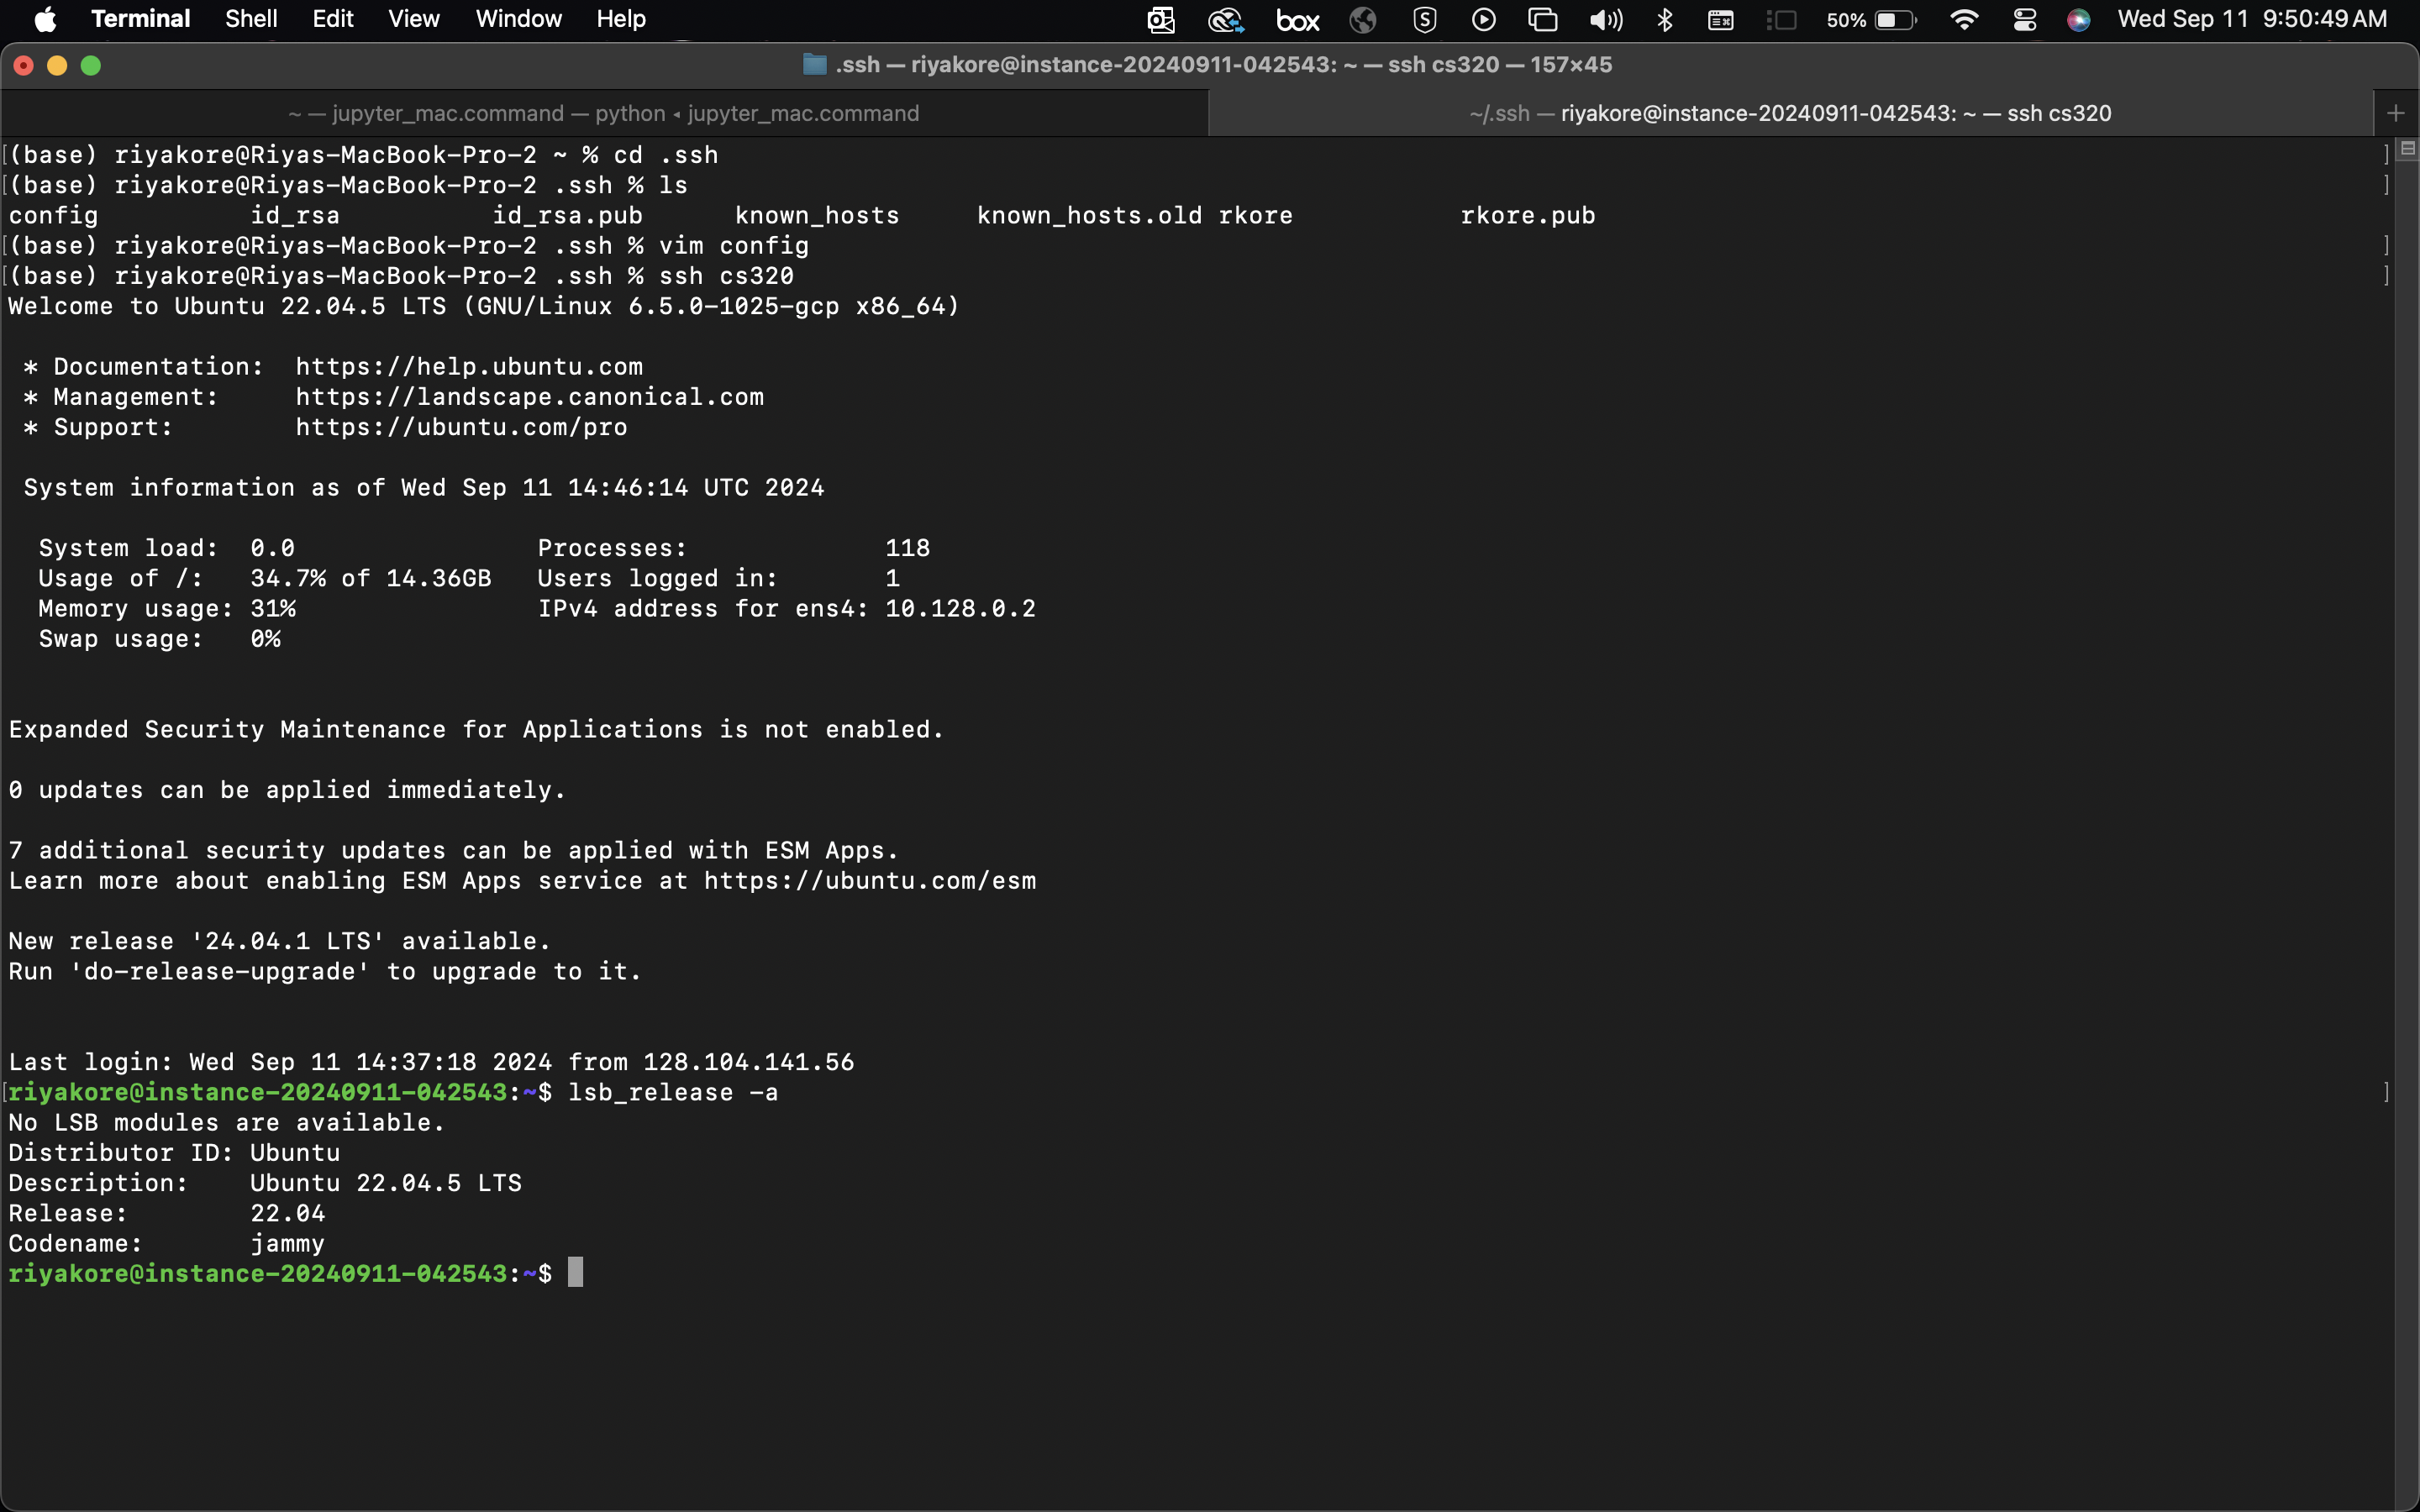 Terminal Shell Edit View Window Help box 50% Wed Sep 11 9:50:49 AM
.ssh — riyakore@instance-20240911-042543: ~ — ssh cs320 — 157×45
~ — jupyter_mac.command — python ◂ jupyter_mac.command
~/.ssh — riyakore@instance-20240911-042543: ~ — ssh cs320
[(base) riyakore@Riyas-MacBook-Pro-2 ~ % cd .ssh ]
[(base) riyakore@Riyas-MacBook-Pro-2 .ssh % ls ]
config id_rsa id_rsa.pub known_hosts known_hosts.old rkore rkore.pub
[(base) riyakore@Riyas-MacBook-Pro-2 .ssh % vim config ]
[(base) riyakore@Riyas-MacBook-Pro-2 .ssh % ssh cs320 ]
Welcome to Ubuntu 22.04.5 LTS (GNU/Linux 6.5.0-1025-gcp x86_64)
* Documentation: https://help.ubuntu.com
* Management: https://landscape.canonical.com
* Support: https://ubuntu.com/pro
System information as of Wed Sep 11 14:46:14 UTC 2024
System load: 0.0 Processes: 118
Usage of /: 34.7% of 14.36GB Users logged in: 1
Memory usage: 31% IPv4 address for ens4: 10.128.0.2
Swap usage: 0%
Expanded Security Maintenance for Applications is not enabled.
0 updates can be applied immediately.
7 additional security updates can be applied with ESM Apps.
Learn more about enabling ESM Apps service at https://ubuntu.com/esm
New release '24.04.1 LTS' available.
Run 'do-release-upgrade' to upgrade to it.
Last login: Wed Sep 11 14:37:18 2024 from 128.104.141.56
[riyakore@instance-20240911-042543:~$ lsb_release -a ]
No LSB modules are available.
Distributor ID: Ubuntu
Description: Ubuntu 22.04.5 LTS
Release: 22.04
Codename: jammy
riyakore@instance-20240911-042543:~$